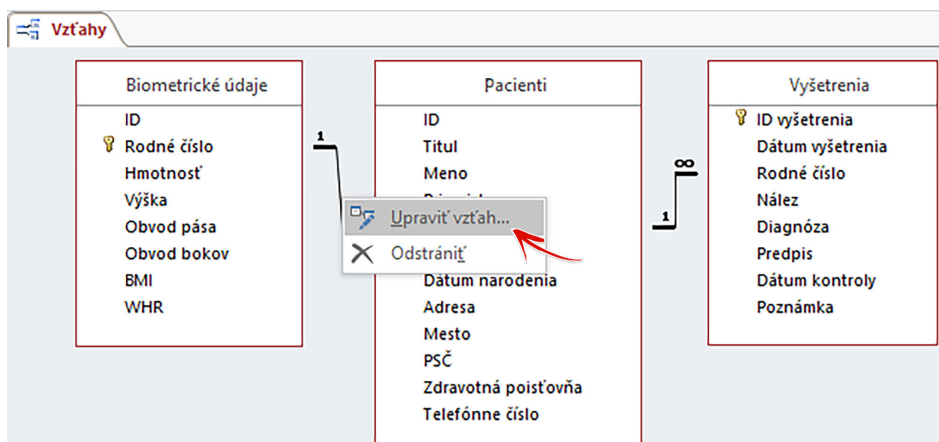 Vzťahy
Biometrické údaje
ID
Rodné číslo
Hmotnosť
Výška
Obvod pása
Obvod bokov
BMI
WHR
1
Pacienti
ID
Titul
Meno
Upraviť vzťah...
Odstrániť
Dátum narodenia
Adresa
Mesto
PSČ
Zdravotná poisťovňa
Telefónne číslo
1
∞
Vyšetrenia
ID vyšetrenia
Dátum vyšetrenia
Rodné číslo
Nález
Diagnóza
Predpis
Dátum kontroly
Poznámka